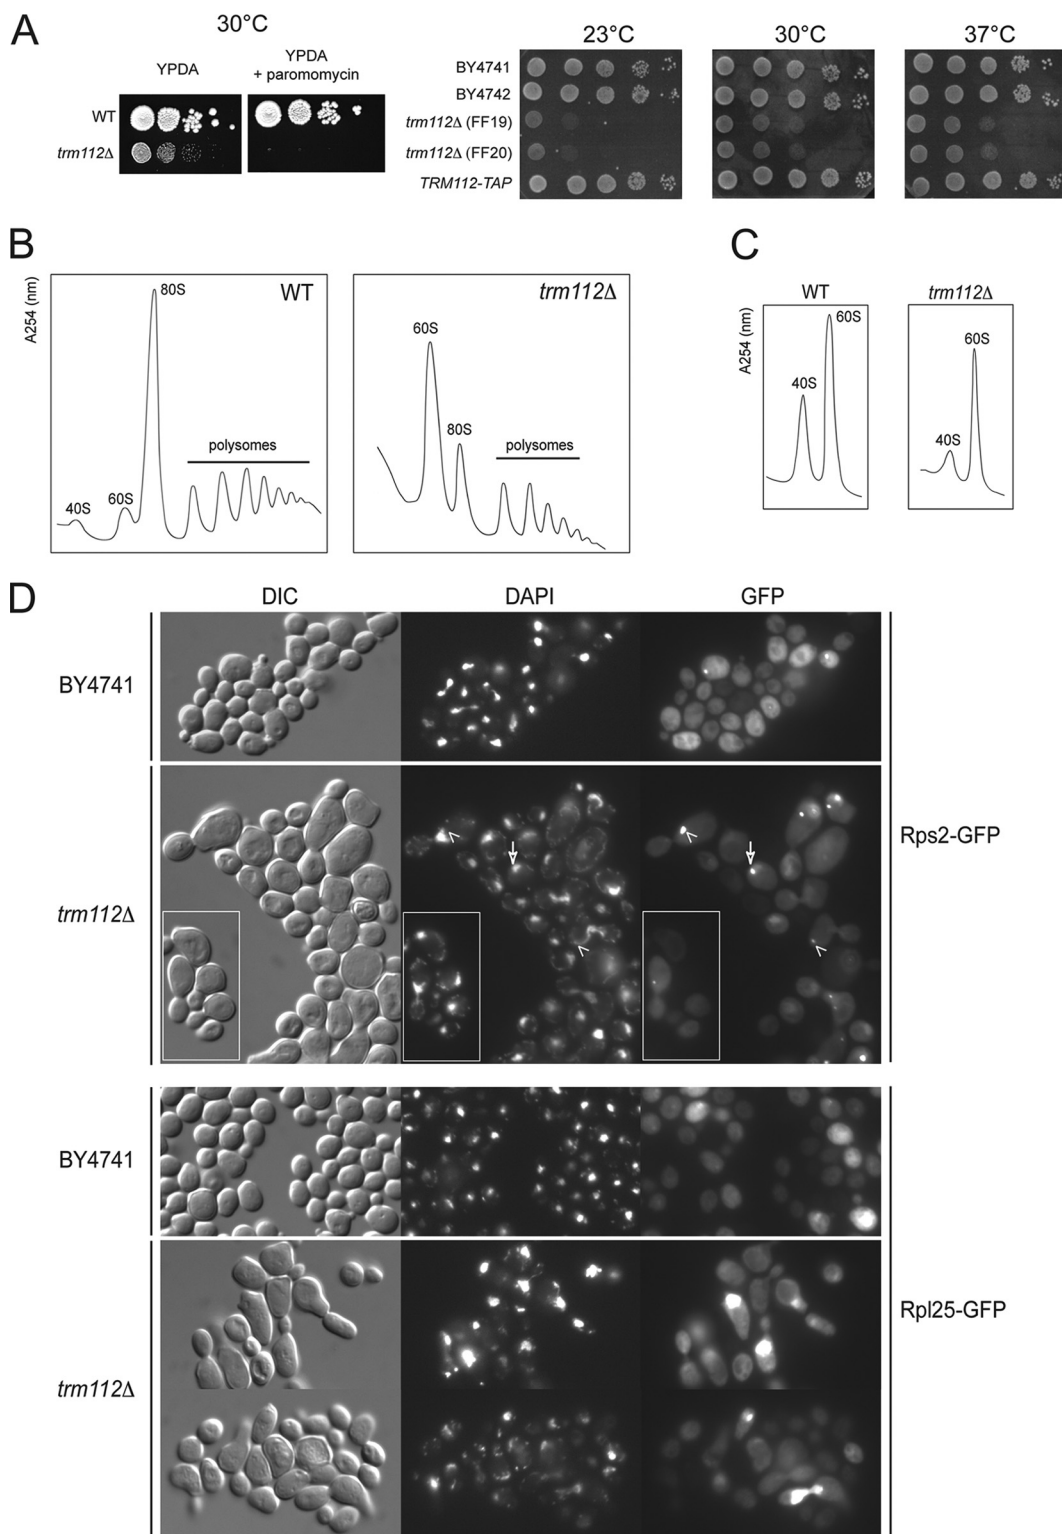 A
30°C
YPDA
YPDA
+ paromomycin
WT
trm112Δ
23°C
30°C
37°C
BY4741
BY4742
trm112Δ (FF19)
trm112Δ (FF20)
TRM112-TAP
B
A254 (nm)
WT
40S
60S
80S
polysomes
trm112Δ
60S
80S
polysomes
C
A254 (nm)
WT
40S
60S
trm112Δ
40S
60S
D
DIC
DAPI
GFP
BY4741
trm112Δ
Rps2-GFP
BY4741
trm112Δ
Rpl25-GFP